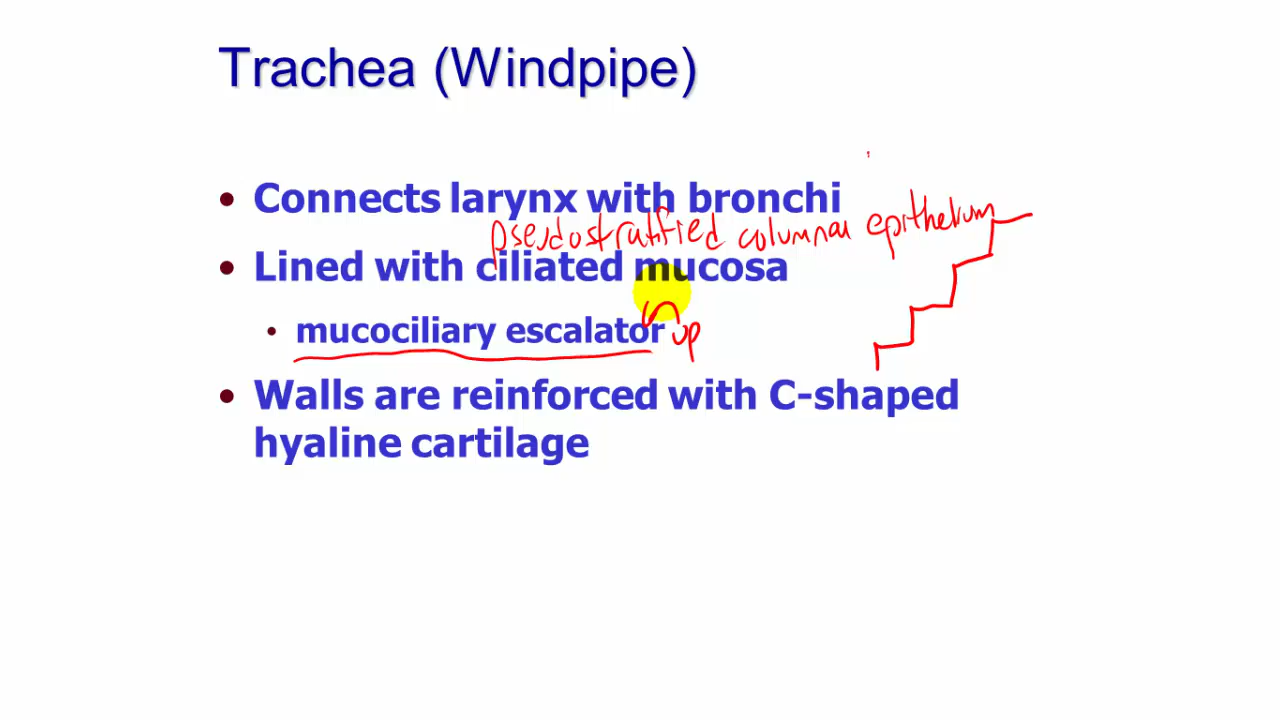 Trachea (Windpipe)
• Connects larynx with bronchi
pseudostratified columnar epithelium
• Lined with ciliated mucosa
• mucociliary escalator up
• Walls are reinforced with C-shaped
hyaline cartilage